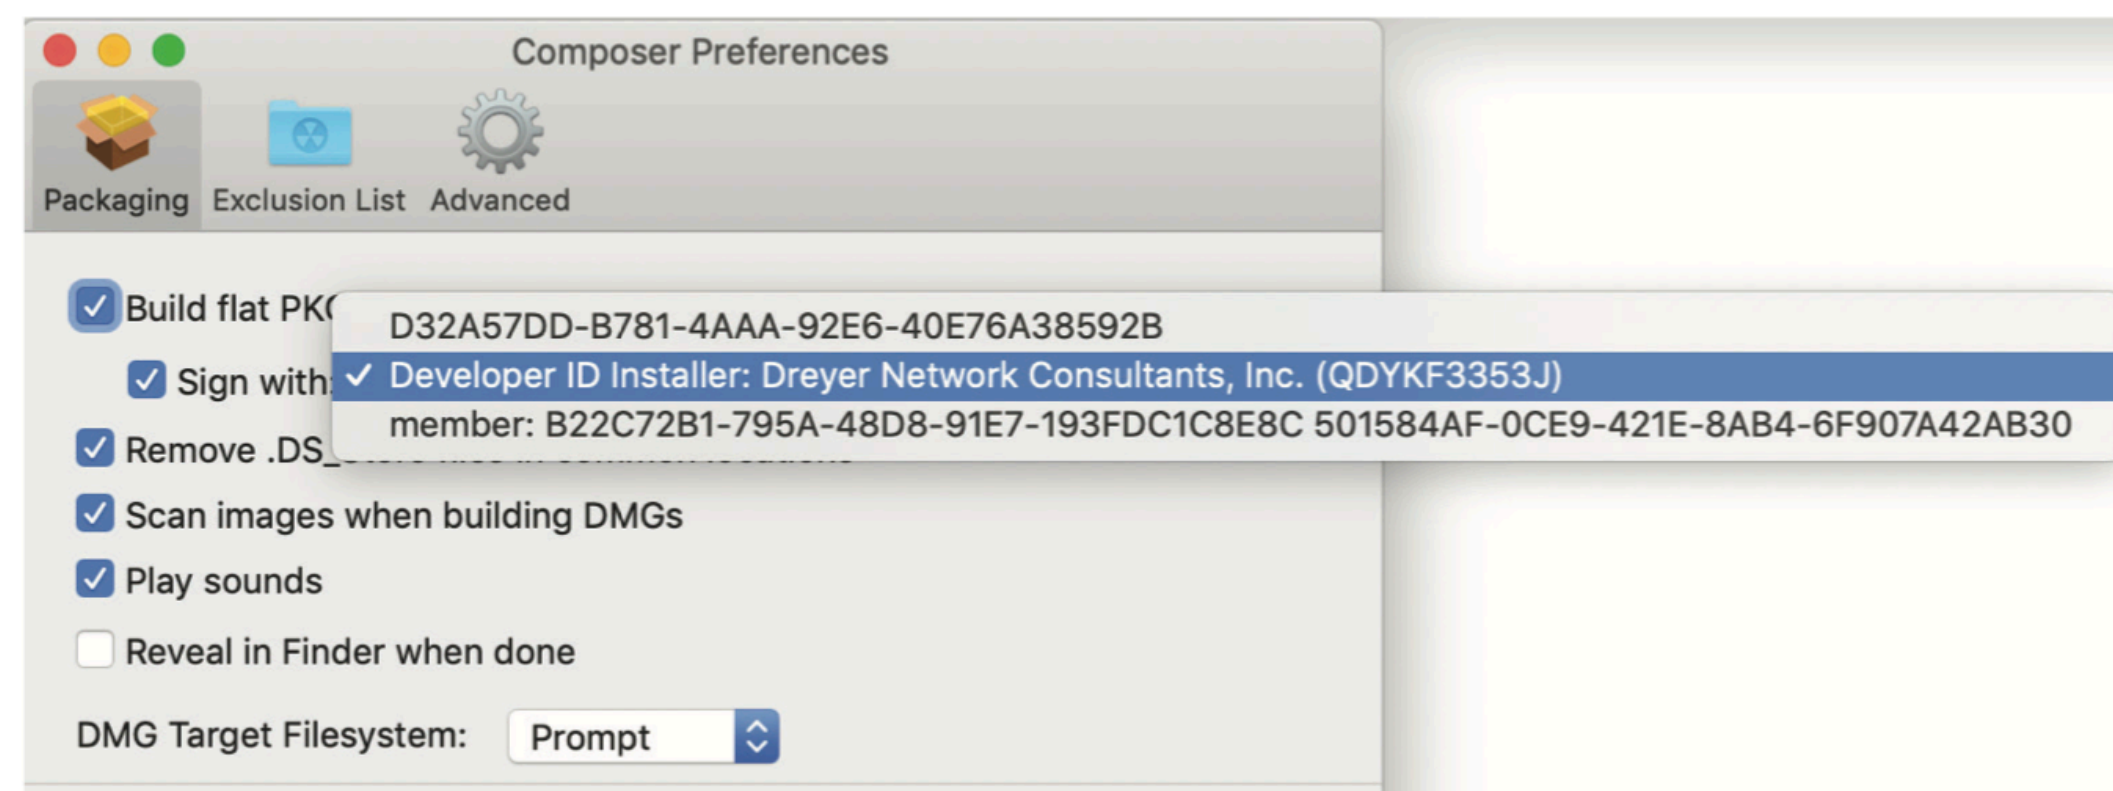 Composer Preferences
Packaging Exclusion List Advanced
Build flat PK
D32A57DD-B781-4AAA-92E6-40E76A38592B
Sign with: ✓ Developer ID Installer: Dreyer Network Consultants, Inc. (QDYKF3353J)
member: B22C72B1-795A-48D8-91E7-193FDC1C8E8C 501584AF-0CE9-421E-8AB4-6F907A42AB30
Remove .DS_
Scan images when building DMGs
Play sounds
Reveal in Finder when done
DMG Target Filesystem: Prompt